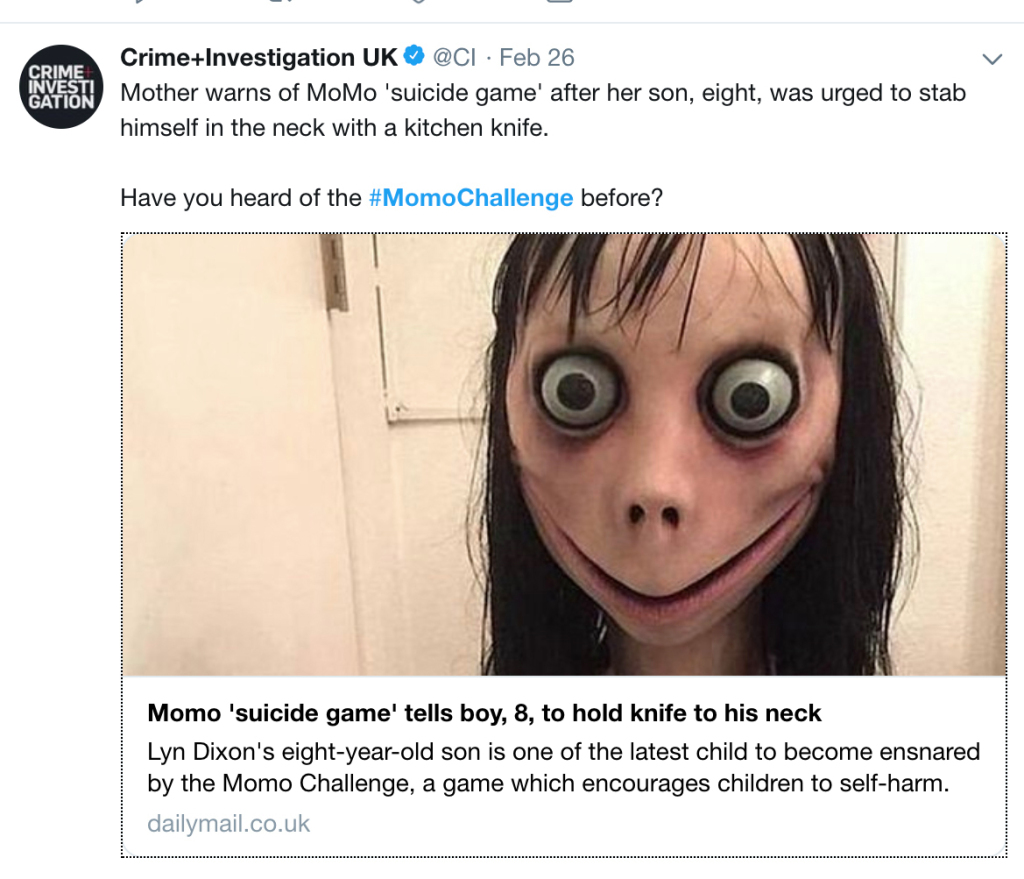 Crime+Investigation UK @CI · Feb 26
CRIME+
INVESTI
GATION
Mother warns of MoMo 'suicide game' after her son, eight, was urged to stab
himself in the neck with a kitchen knife.
Have you heard of the #MomoChallenge before?
Momo 'suicide game' tells boy, 8, to hold knife to his neck
Lyn Dixon's eight-year-old son is one of the latest child to become ensnared
by the Momo Challenge, a game which encourages children to self-harm.
dailymail.co.uk